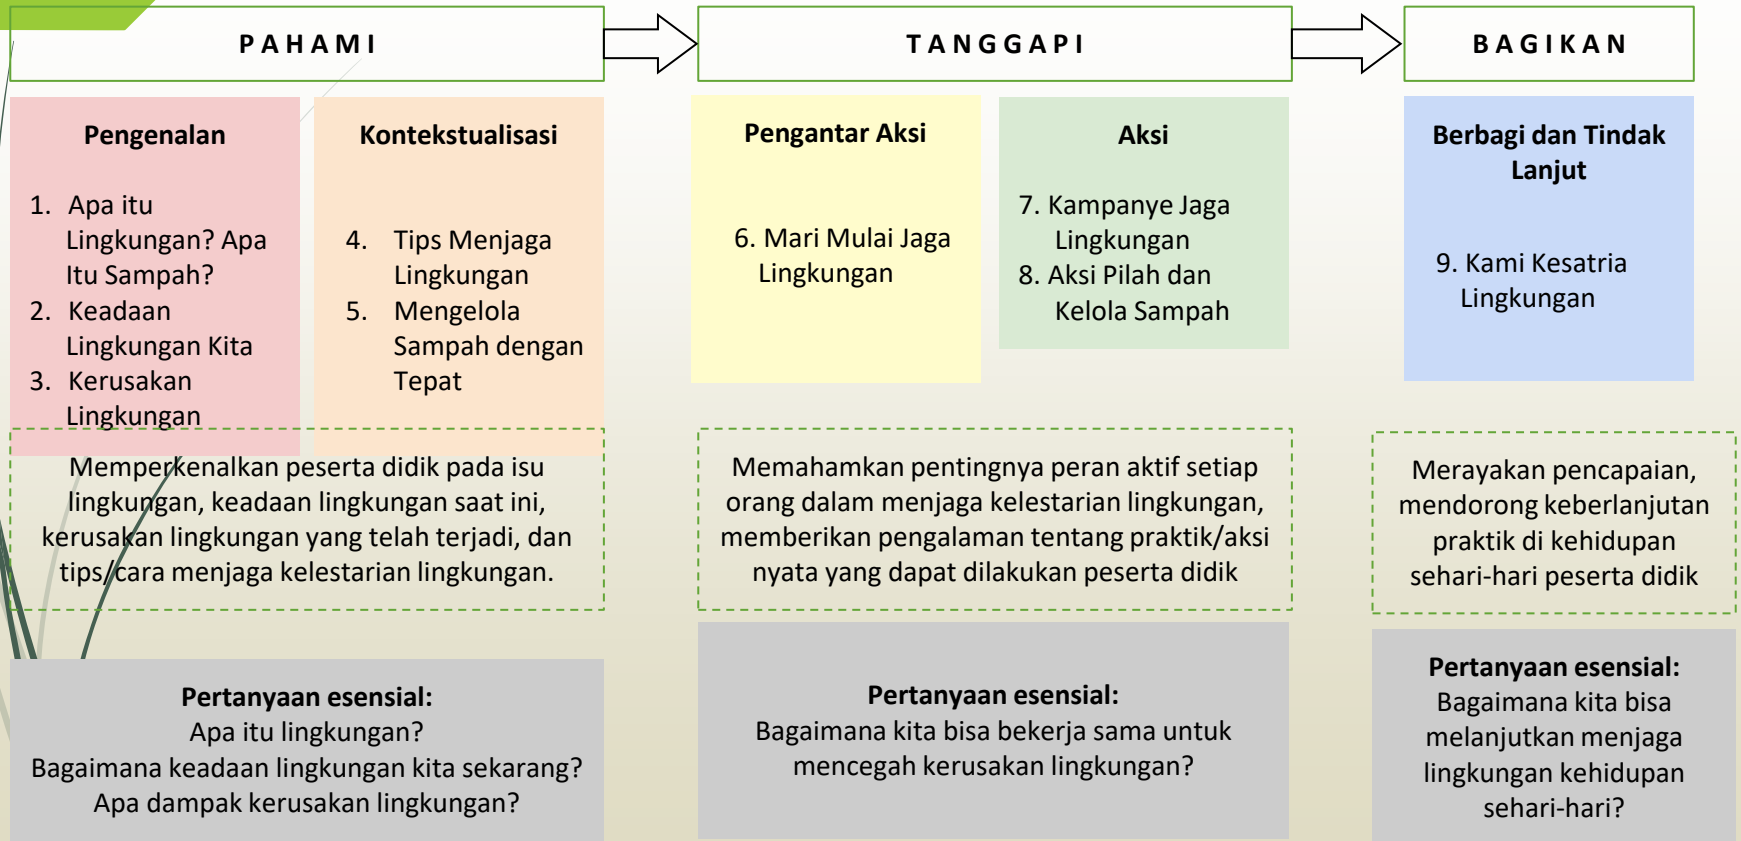 PAHAMI
TANGGAPI
BAGIKAN
Pengenalan
1. Apa itu
Lingkungan? Apa
Itu Sampah?
2. Keadaan
Lingkungan Kita
3. Kerusakan
Lingkungan
Kontekstualisasi
4. Tips Menjaga
Lingkungan
5. Mengelola
Sampah dengan
Tepat
Pengantar Aksi
6. Mari Mulai Jaga
Lingkungan
Aksi
7. Kampanye Jaga
Lingkungan
8. Aksi Pilah dan
Kelola Sampah
Berbagi dan Tindak
Lanjut
9. Kami Kesatria
Lingkungan
Memperkenalkan peserta didik pada isu
lingkungan, keadaan lingkungan saat ini,
kerusakan lingkungan yang telah terjadi, dan
tips/cara menjaga kelestarian lingkungan.
Memahamkan pentingnya peran aktif setiap
orang dalam menjaga kelestarian lingkungan,
memberikan pengalaman tentang praktik/aksi
nyata yang dapat dilakukan peserta didik
Merayakan pencapaian,
mendorong keberlanjutan
praktik di kehidupan
sehari-hari peserta didik
Pertanyaan esensial:
Apa itu lingkungan?
Bagaimana keadaan lingkungan kita sekarang?
Apa dampak kerusakan lingkungan?
Pertanyaan esensial:
Bagaimana kita bisa bekerja sama untuk
mencegah kerusakan lingkungan?
Pertanyaan esensial:
Bagaimana kita bisa
melanjutkan menjaga
lingkungan kehidupan
sehari-hari?